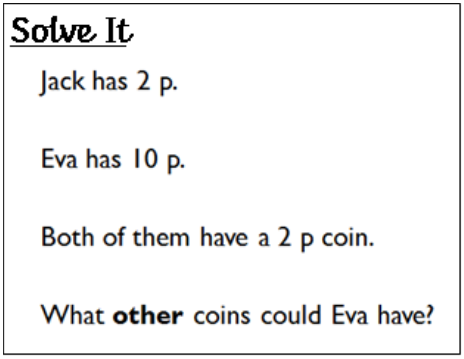 Solve It
Jack has 2 p.
Eva has 10 p.
Both of them have a 2 p coin.
What other coins could Eva have?